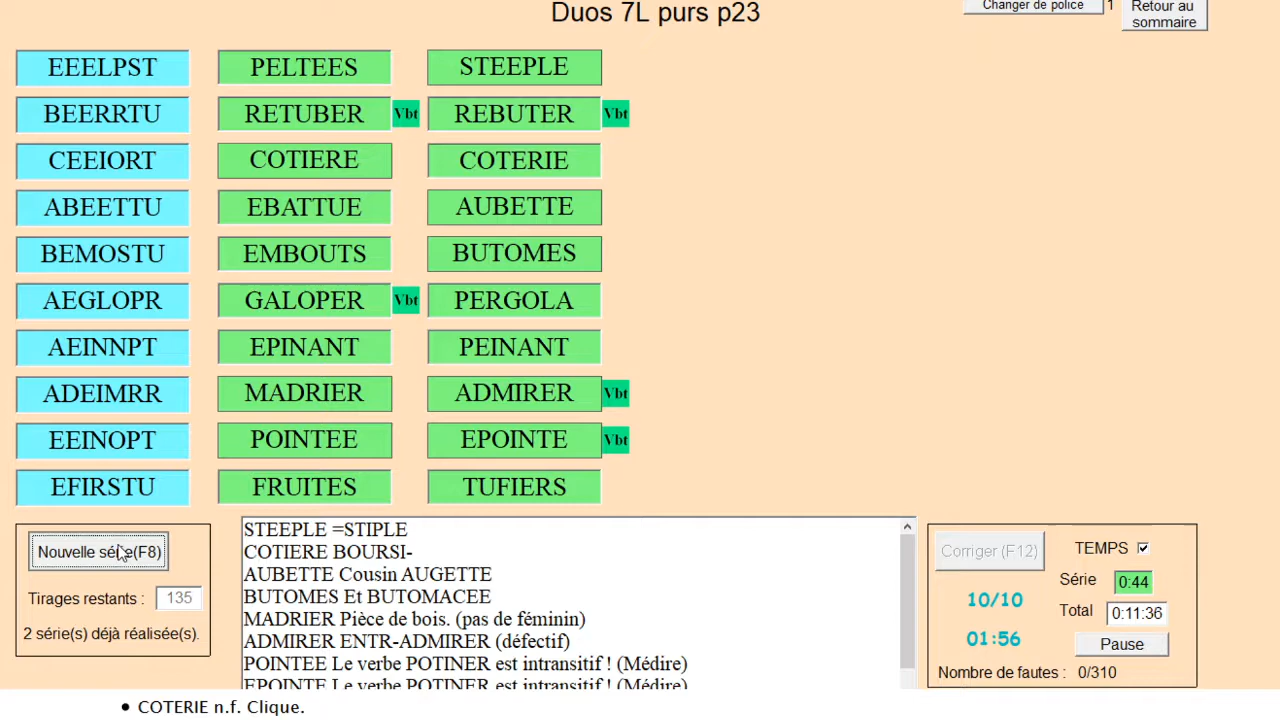 Duos 7L purs p23
Changer de police 1 Retour au sommaire
EEELPST PELTEES STEEPLE
BEERRTU RETUBER Vbt REBUTER Vbt
CEEIORT COTIERE COTERIE
ABEETTU EBATTUE AUBETTE
BEMOSTU EMBOUTS BUTOMES
AEGLOPR GALOPER Vbt PERGOLA
AEINNPT EPINANT PEINANT
ADEIMRR MADRIER ADMIRER Vbt
EEINOPT POINTEE EPOINTE Vbt
EFIRSTU FRUITES TUFIERS
Nouvelle série(F8)
Tirages restants : 135
2 série(s) déjà réalisée(s).
STEEPLE =STIPLE
COTIERE BOURSI-
AUBETTE Cousin AUGETTE
BUTOMES Et BUTOMACEE
MADRIER Pièce de bois. (pas de féminin)
ADMIRER ENTR-ADMIRER (défectif)
POINTEE Le verbe POTINER est intransitif ! (Médire)
EPOINTE Le verbe POTINER est intransitif ! (Médire)
Corriger (F12)
TEMPS
Série 0:44
10/10
Total 0:11:36
01:56
Pause
Nombre de fautes : 0/310
• COTERIE n.f. Clique.